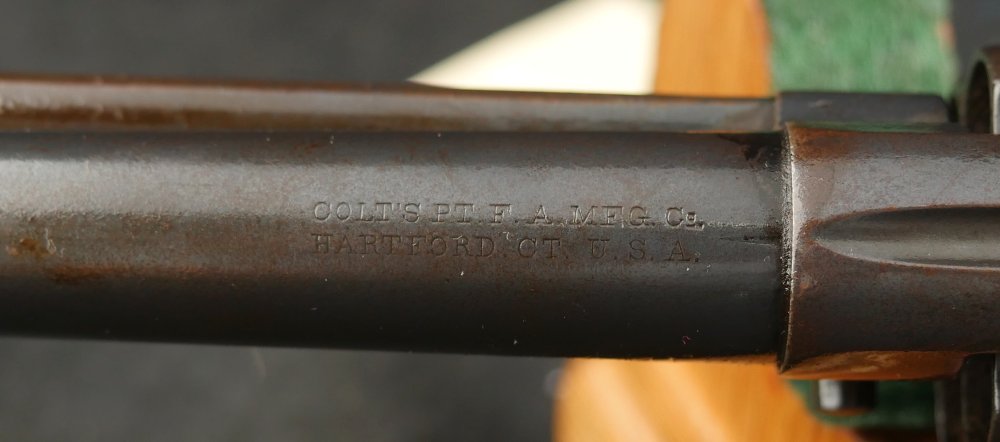 COLT'S PT. F. A. MFG. Co.
HARTFORD. CT. U. S. A.